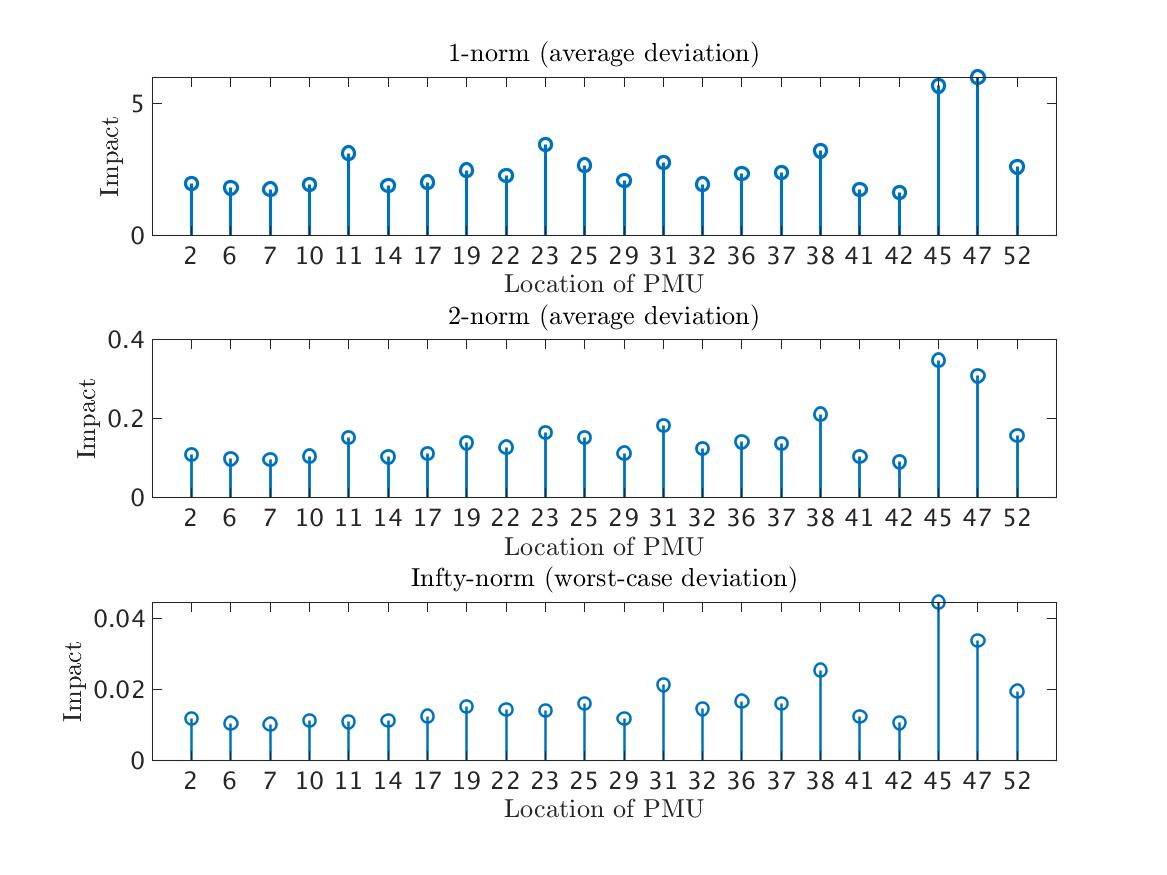 1-norm (average deviation)
5
0
Impact
2 6 7 10 11 14 17 19 22 23 25 29 31 32 36 37 38 41 42 45 47 52
Location of PMU
2-norm (average deviation)
0.4
0.2
0
Impact
2 6 7 10 11 14 17 19 22 23 25 29 31 32 36 37 38 41 42 45 47 52
Location of PMU
Infty-norm (worst-case deviation)
0.04
0.02
0
Impact
2 6 7 10 11 14 17 19 22 23 25 29 31 32 36 37 38 41 42 45 47 52
Location of PMU